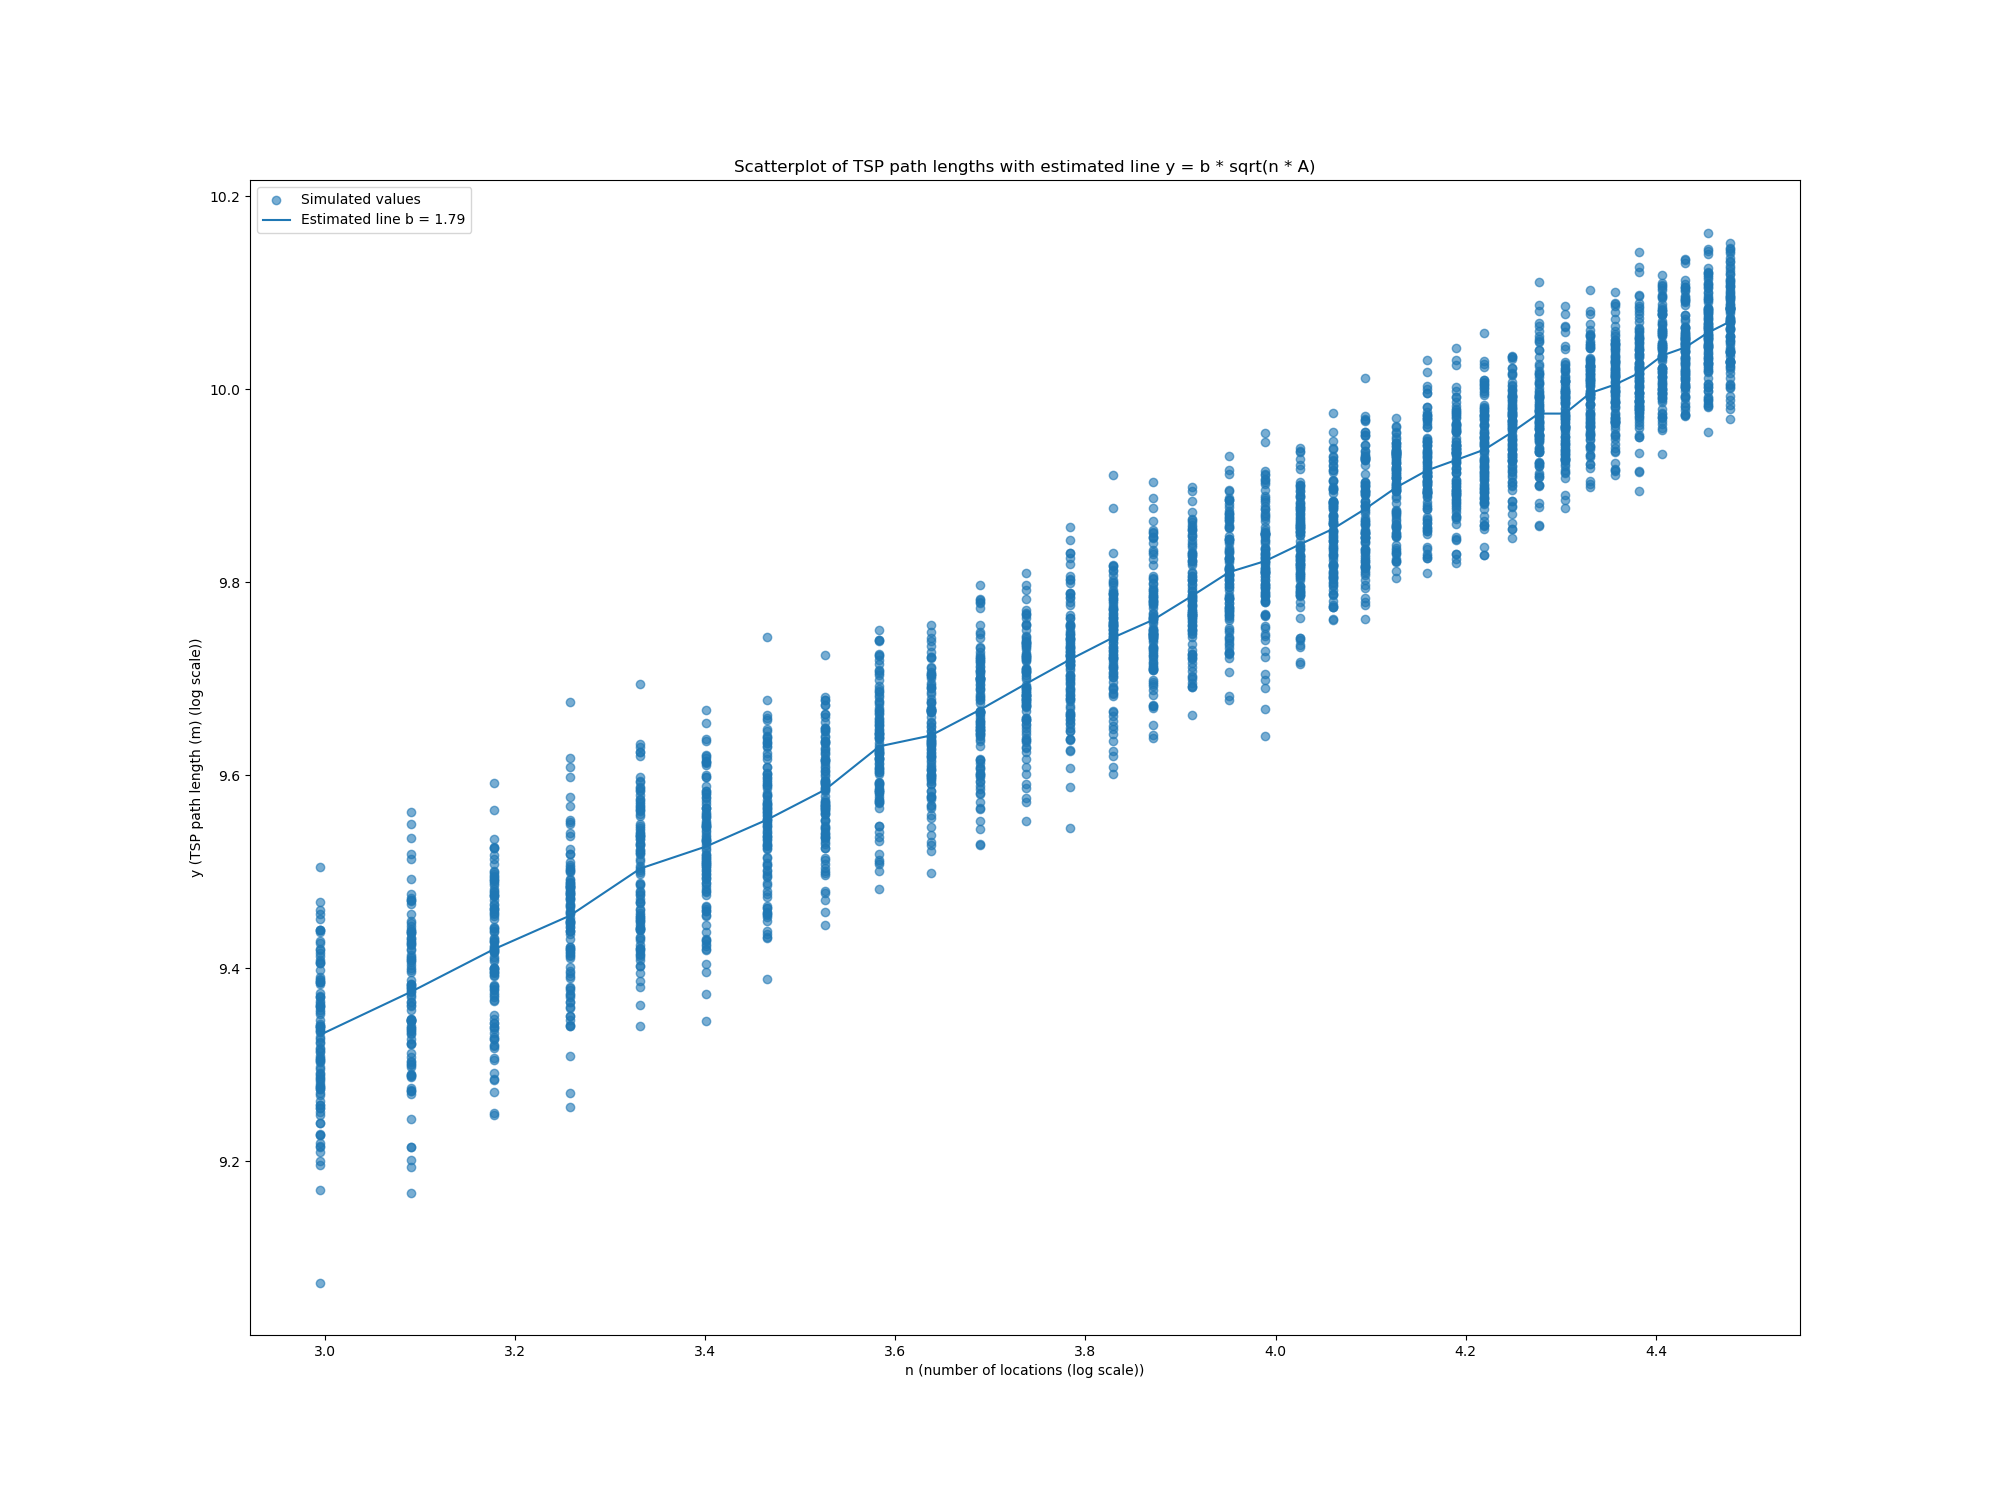 Scatterplot of TSP path lengths with estimated line y = b * sqrt(n * A)
Simulated values
Estimated line b = 1.79
10.2
10.0
9.8
9.6
9.4
9.2
y (TSP path length (m) (log scale))
3.0 3.2 3.4 3.6 3.8 4.0 4.2 4.4
n (number of locations (log scale))